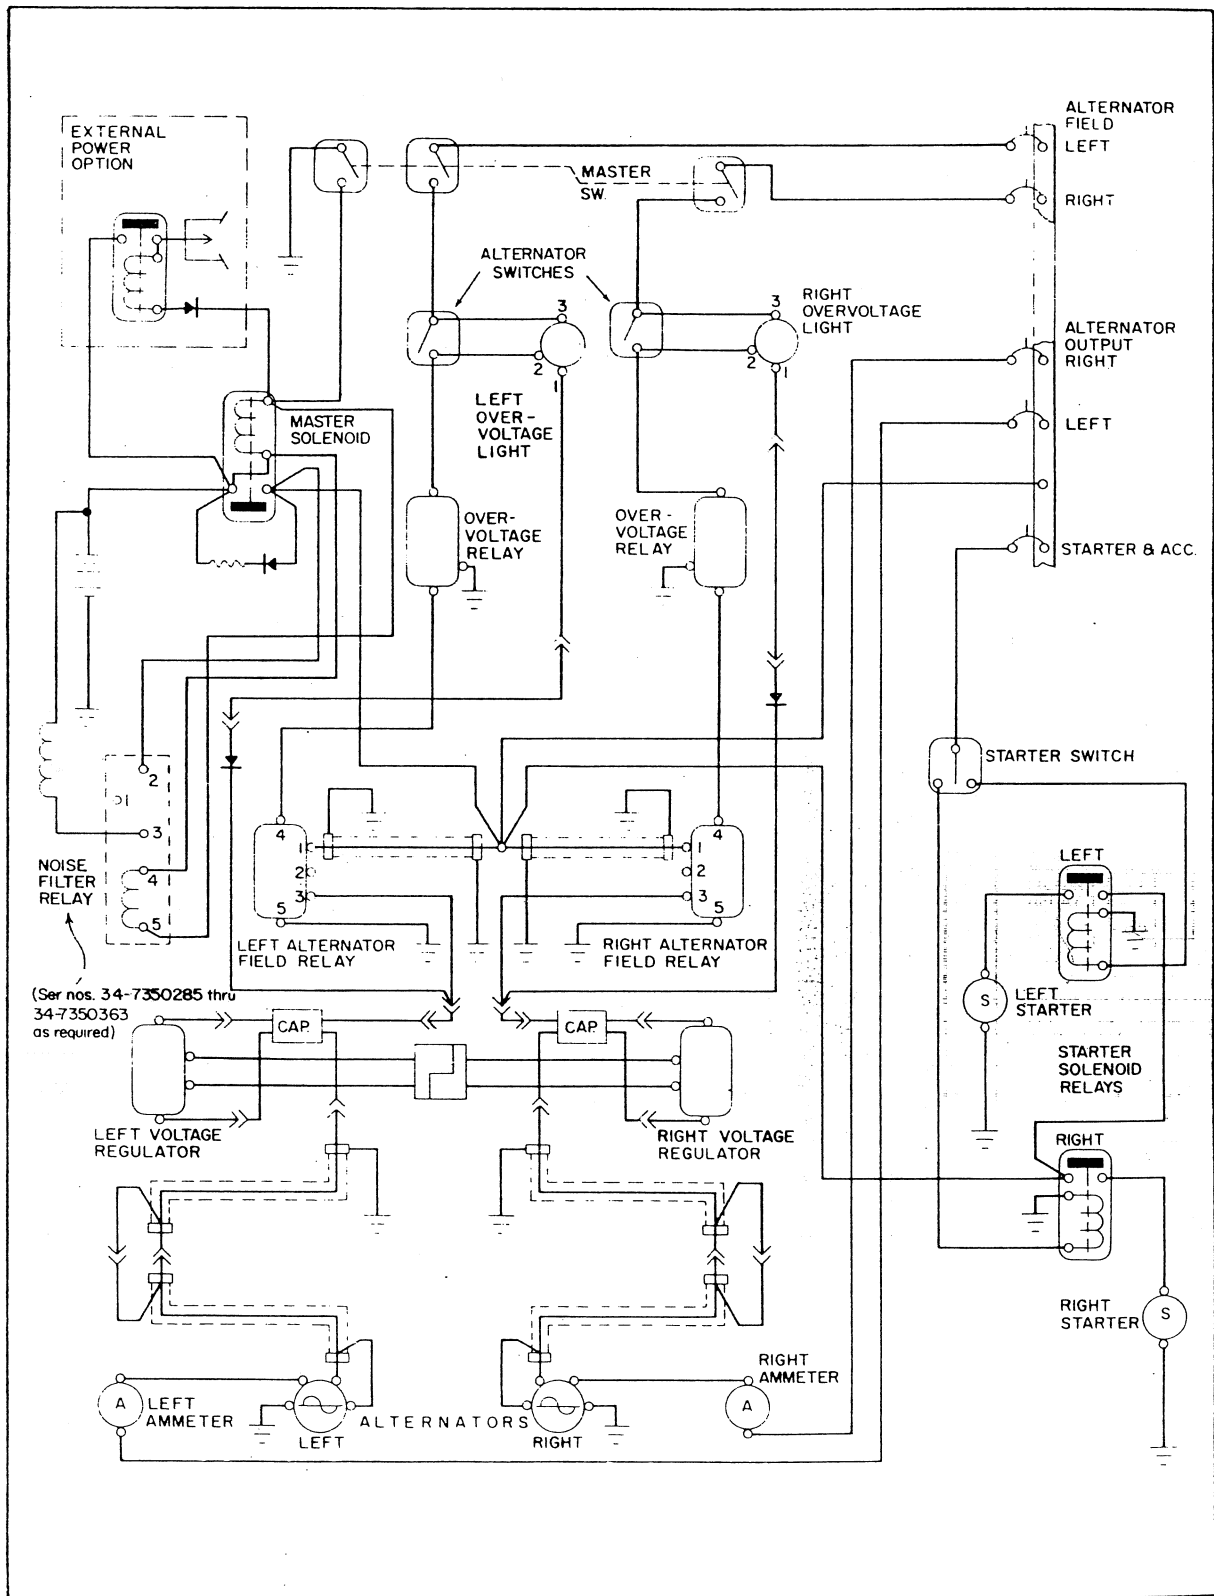 EXTERNAL
POWER
OPTION
MASTER
SW.
ALTERNATOR
FIELD
LEFT
RIGHT
ALTERNATOR
SWITCHES
3
2
1
LEFT
OVER-
VOLTAGE
LIGHT
3
2
1
RIGHT
OVERVOLTAGE
LIGHT
ALTERNATOR
OUTPUT
RIGHT
LEFT
STARTER & ACC.
MASTER
SOLENOID
OVER-
VOLTAGE
RELAY
OVER-
VOLTAGE
RELAY
STARTER SWITCH
2
1
3
4
5
NOISE
FILTER
RELAY
(Ser nos. 34-7350285 thru
34-7350363
as required)
4
1
2
3
5
LEFT ALTERNATOR
FIELD RELAY
4
1
2
3
5
RIGHT ALTERNATOR
FIELD RELAY
LEFT
S
LEFT
STARTER
STARTER
SOLENOID
RELAYS
CAP.
CAP.
LEFT VOLTAGE
REGULATOR
RIGHT VOLTAGE
REGULATOR
RIGHT
RIGHT
STARTER
S
A
LEFT
AMMETER
ALTERNATORS
LEFT
RIGHT
RIGHT
AMMETER
A